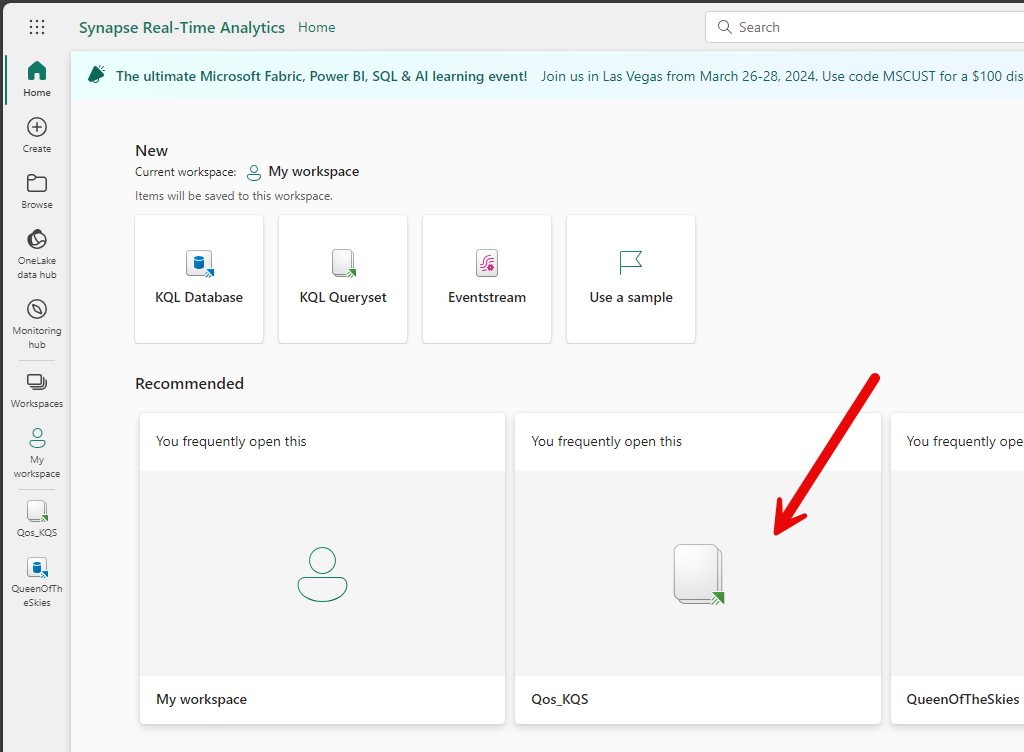 Synapse Real-Time Analytics Home
Search
The ultimate Microsoft Fabric, Power BI, SQL & AI learning event! Join us in Las Vegas from March 26-28, 2024. Use code MSCUST for a $100 dis
Home
Create
Browse
OneLake
data hub
Monitoring
hub
Workspaces
My
workspace
Qos_KQS
QueenOfTh
eSkies
New
Current workspace: My workspace
Items will be saved to this workspace.
KQL Database
KQL Queryset
Eventstream
Use a sample
Recommended
You frequently open this
My workspace
You frequently open this
Qos_KQS
You frequently ope
QueenOfTheSkies